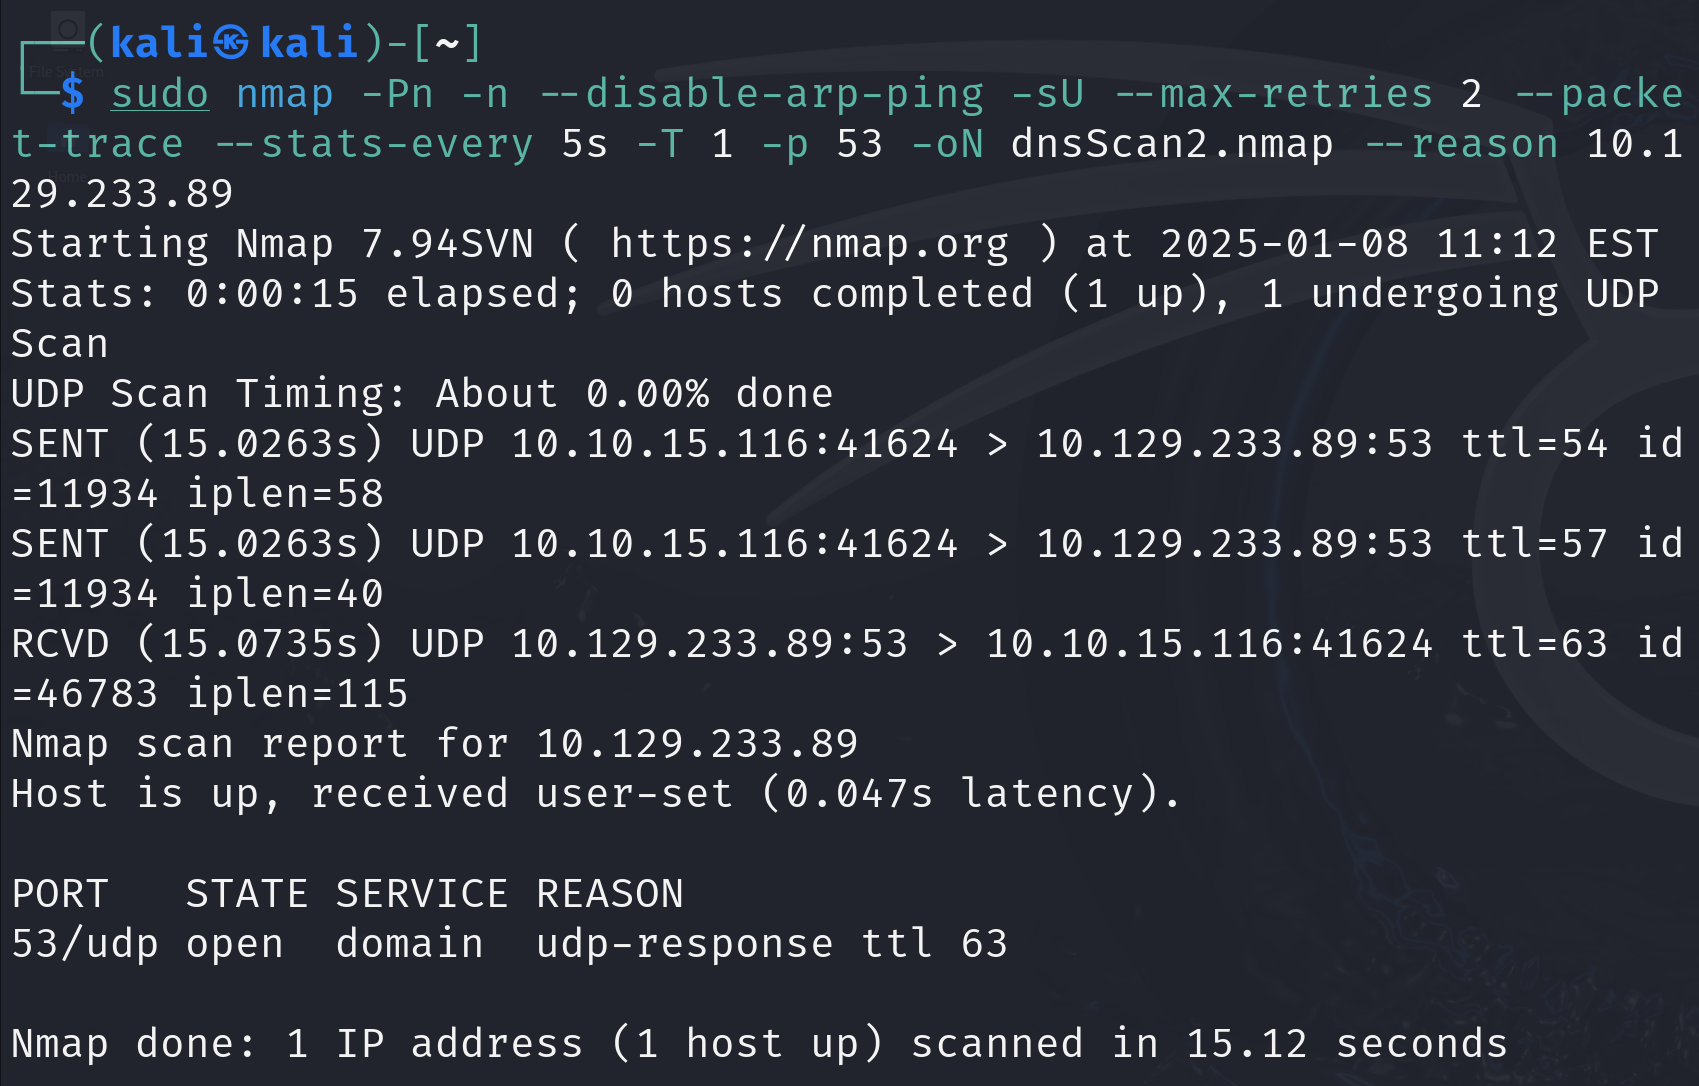 ┌──(kali㉿kali)-[~]
File System
└─$ sudo nmap -Pn -n --disable-arp-ping -sU --max-retries 2 --packe
t-trace --stats-every 5s -T 1 -p 53 -oN dnsScan2.nmap --reason 10.1
Home
29.233.89
Starting Nmap 7.94SVN ( https://nmap.org ) at 2025-01-08 11:12 EST
Stats: 0:00:15 elapsed; 0 hosts completed (1 up), 1 undergoing UDP
Scan
UDP Scan Timing: About 0.00% done
SENT (15.0263s) UDP 10.10.15.116:41624 > 10.129.233.89:53 ttl=54 id
=11934 iplen=58
SENT (15.0263s) UDP 10.10.15.116:41624 > 10.129.233.89:53 ttl=57 id
=11934 iplen=40
RCVD (15.0735s) UDP 10.129.233.89:53 > 10.10.15.116:41624 ttl=63 id
=46783 iplen=115
Nmap scan report for 10.129.233.89
Host is up, received user-set (0.047s latency).
PORT   STATE SERVICE REASON
53/udp open  domain  udp-response ttl 63
Nmap done: 1 IP address (1 host up) scanned in 15.12 seconds